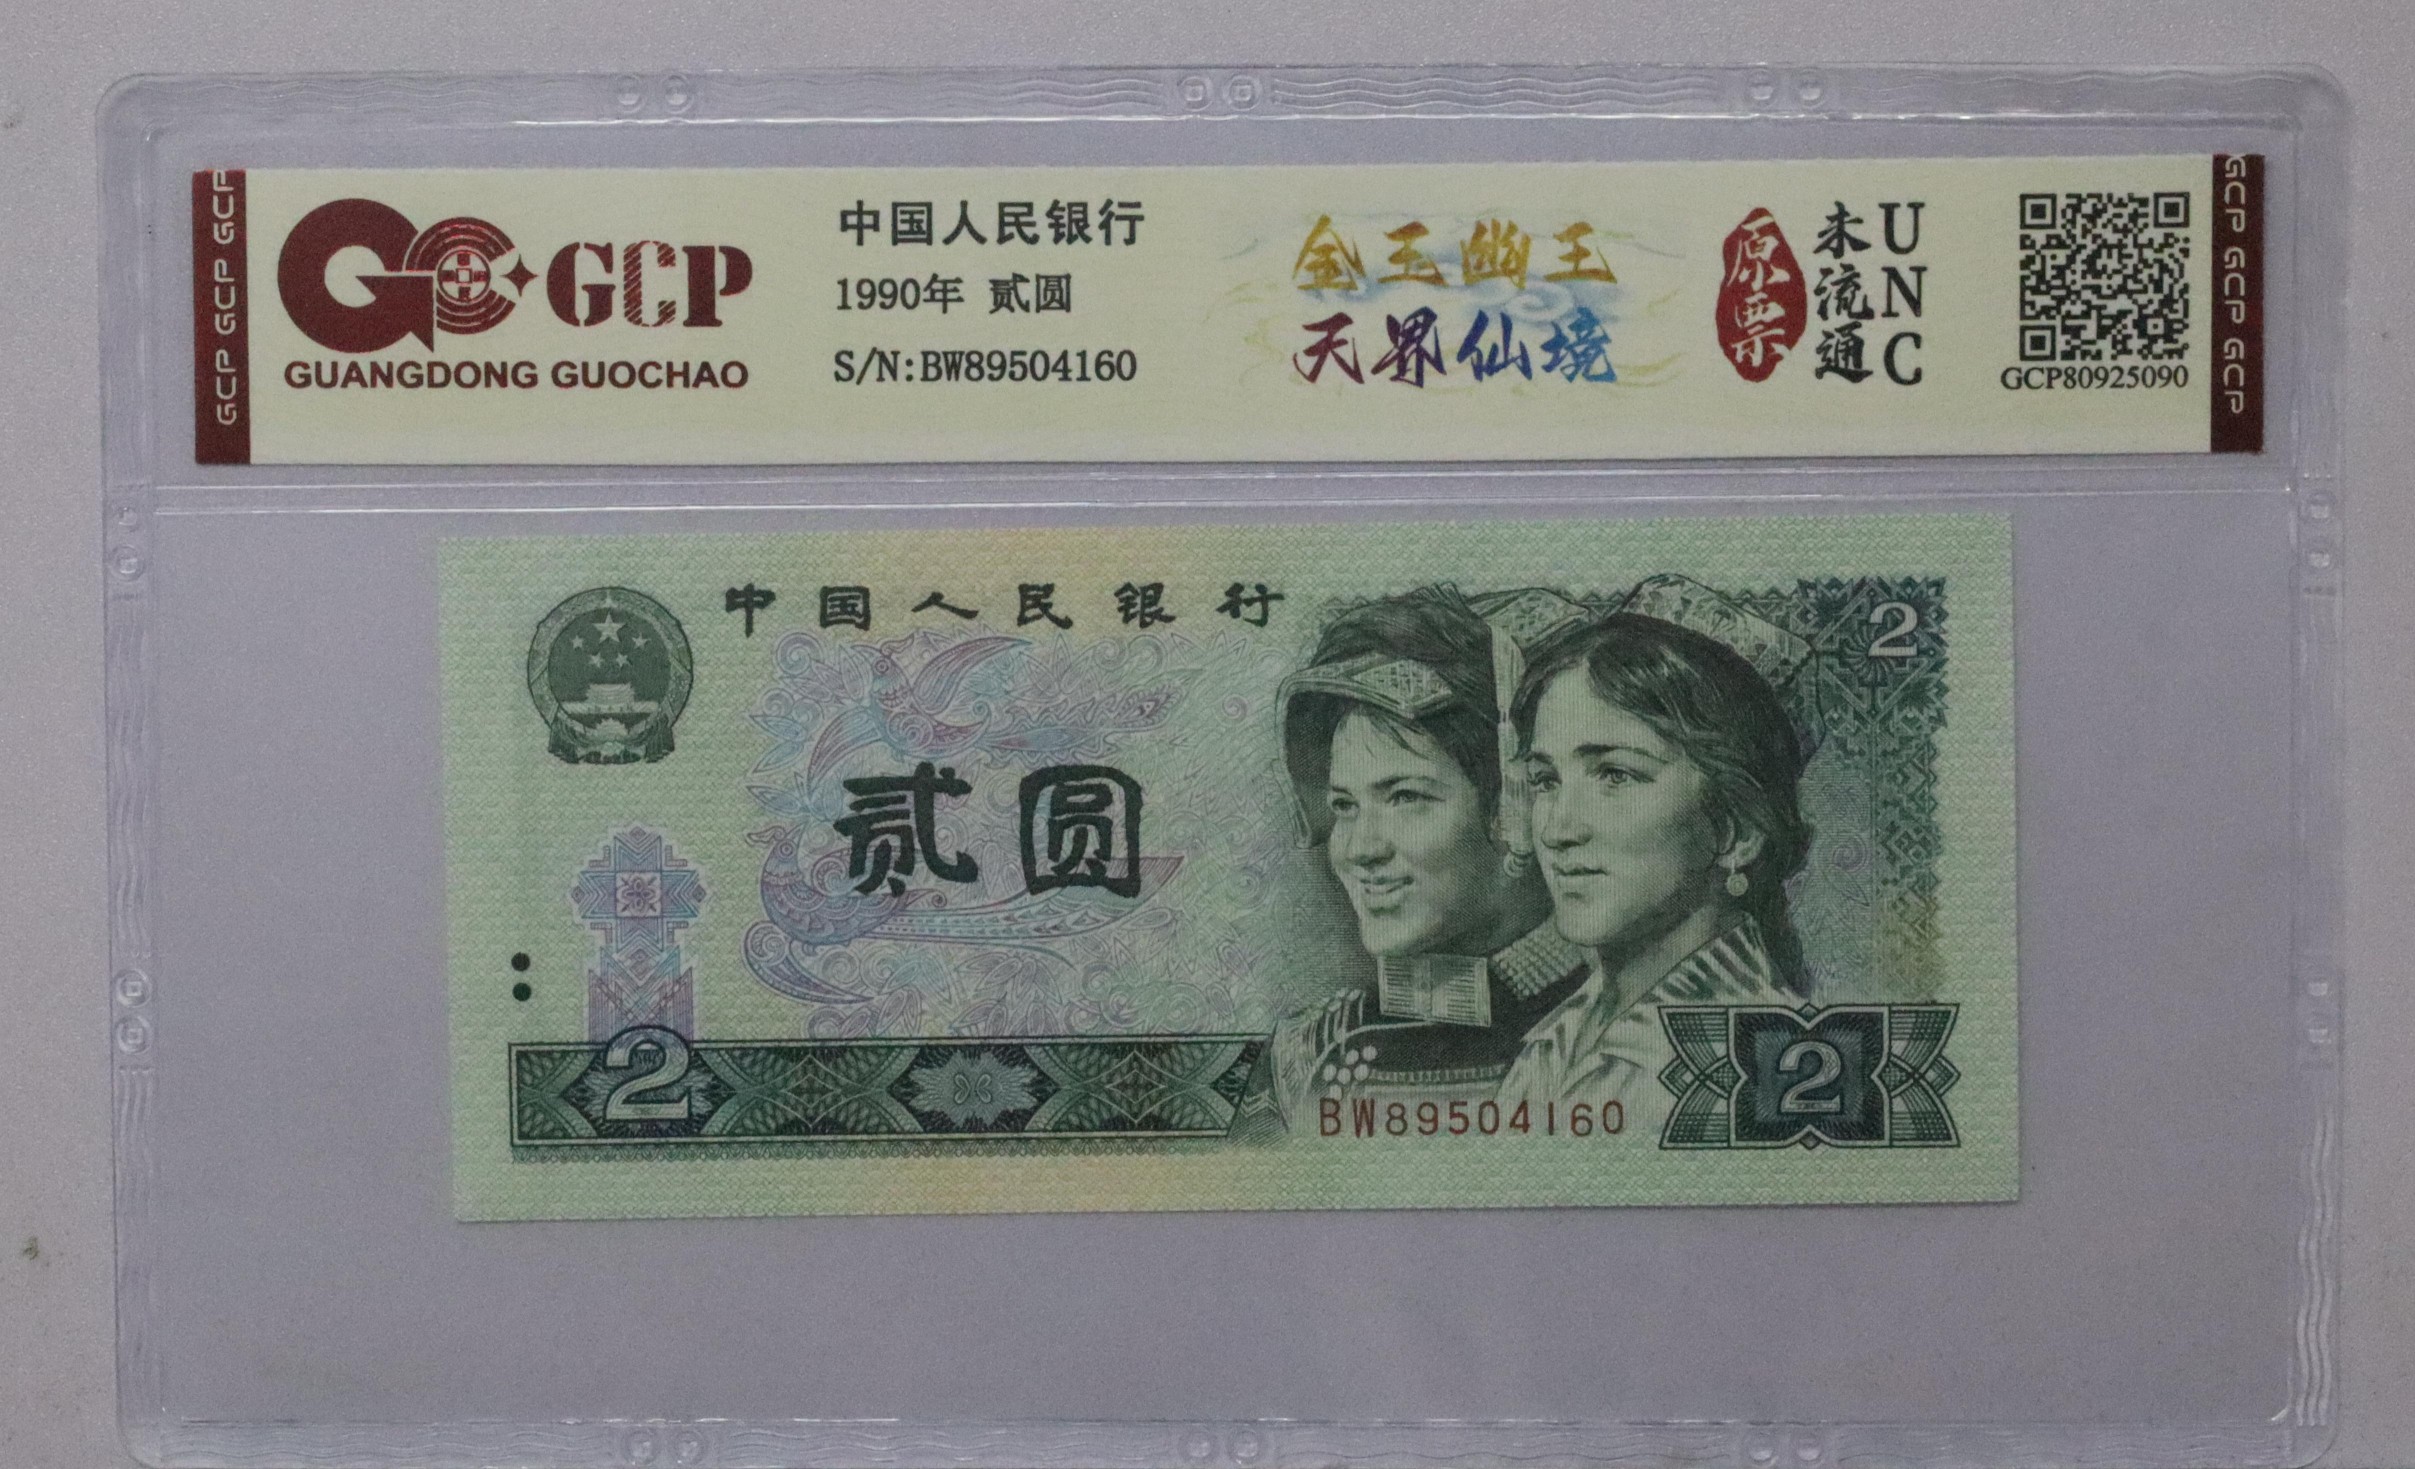 GCP GCP GCP
GCP
GUANGDONG GUOCHAO
中国人民银行
1990年 贰圆
S/N:BW89504160
金玉幽王
天界仙境
原票
未流通
UNC
GCP80925090
GCP GCP GCP
中国人民银行
2
贰圆
2
BW89504160
2